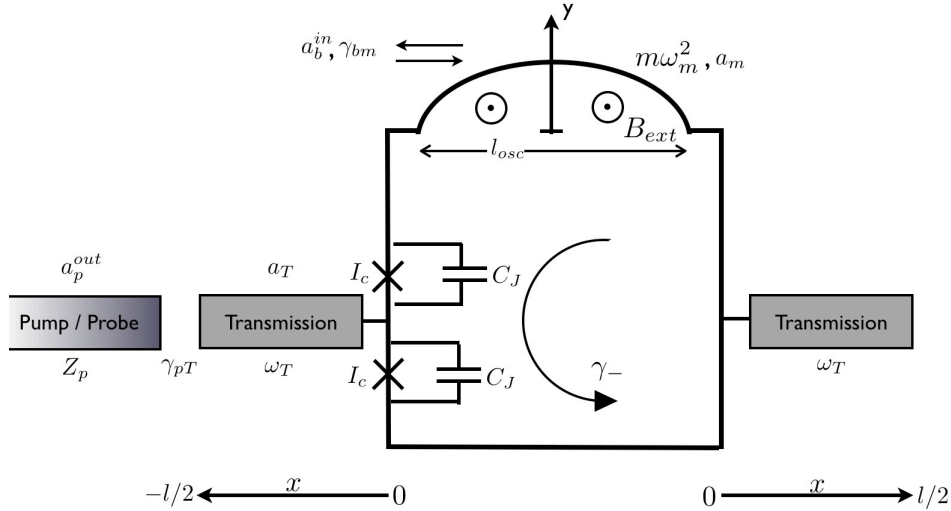 y
a_b^{in}, γ_{bm}
mω_m^2, a_m
B_{ext}
l_{osc}
a_p^{out}
a_T
I_c
C_J
Pump / Probe
Transmission
Transmission
Z_p
γ_{pT}
ω_T
I_c
C_J
γ_-
ω_T
-l/2
x
0
0
x
l/2